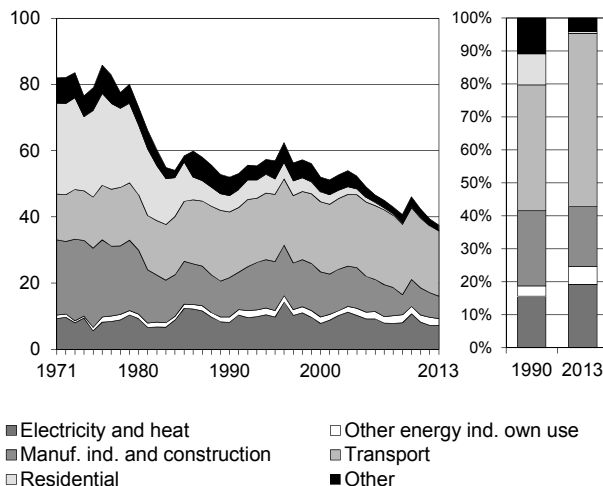 100
80
60
40
20
0
1971 1980 1990 2000 2013
100%
90%
80%
70%
60%
50%
40%
30%
20%
10%
0%
1990 2013
Electricity and heat
Other energy ind. own use
Manuf. ind. and construction
Transport
Residential
Other